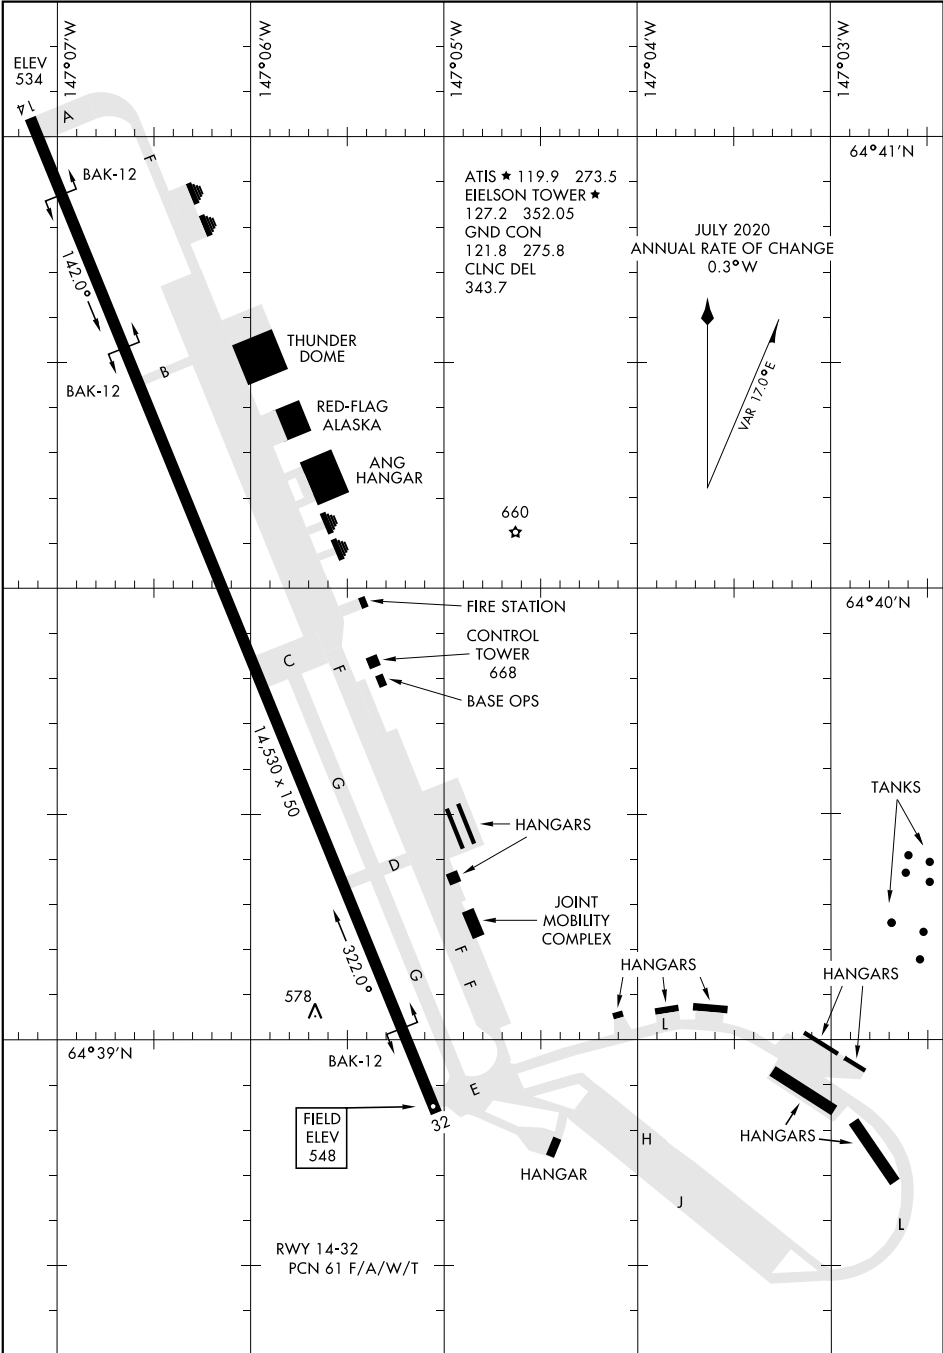 147°07'W
147°06'W
147°05'W
147°04'W
147°03'W
ELEV
534
14
A
F
64°41'N
BAK-12
ATIS ★ 119.9 273.5
EIELSON TOWER ★
127.2 352.05
GND CON
121.8 275.8
CLNC DEL
343.7
JULY 2020
ANNUAL RATE OF CHANGE
0.3°W
VAR 17.0°E
142.0°
BAK-12
B
THUNDER
DOME
RED-FLAG
ALASKA
ANG
HANGAR
660
64°40'N
FIRE STATION
CONTROL
TOWER
668
BASE OPS
C
F
14,530 x 150
G
TANKS
HANGARS
D
JOINT
MOBILITY
COMPLEX
F
F
322.0°
G
578
HANGARS
L
HANGARS
64°39'N
BAK-12
E
FIELD
ELEV
548
32
HANGAR
H
HANGARS
J
L
RWY 14-32
PCN 61 F/A/W/T